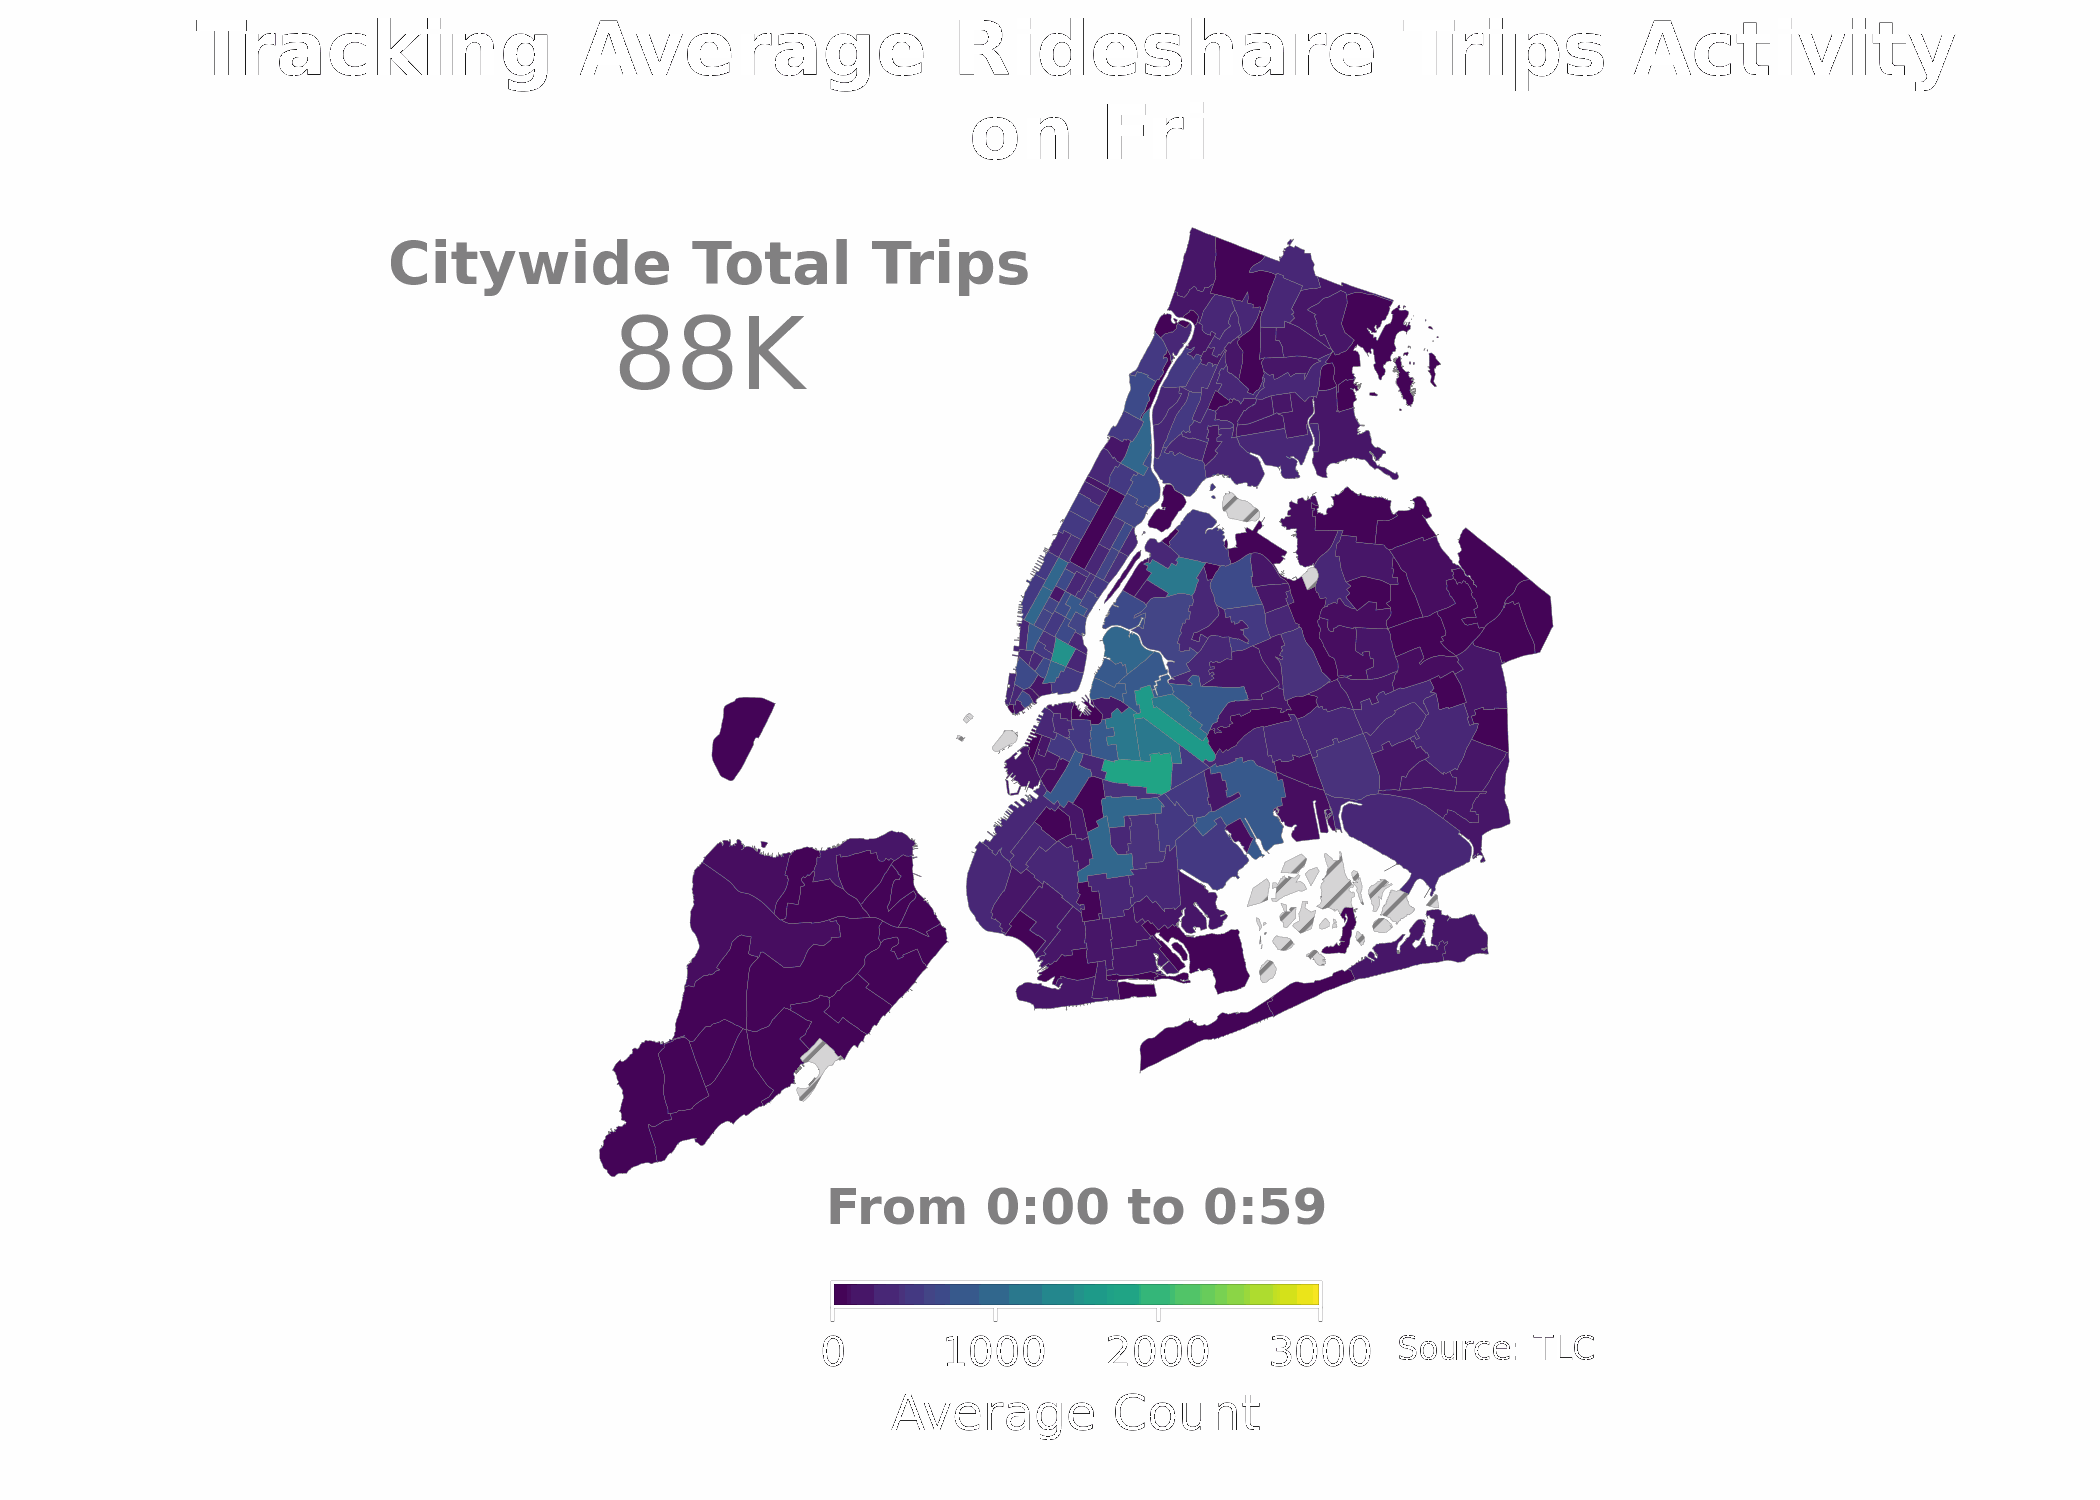 Tracking Average Rideshare Trips Activity
on Fri
Citywide Total Trips
88K
From 0:00 to 0:59
0 1000 2000 3000 Source: TLC
Average Count